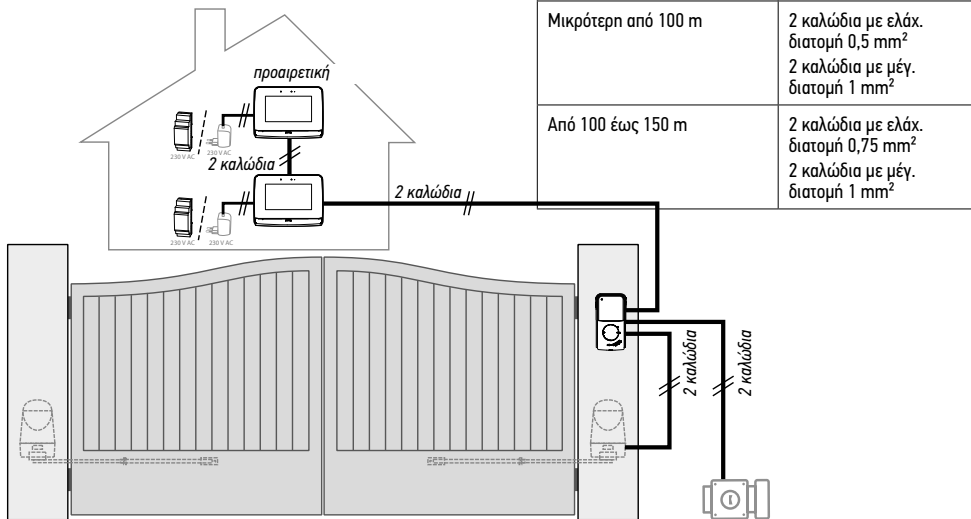 Μικρότερη από 100 m
2 καλώδια με ελάχ.
διατομή 0,5 mm²
2 καλώδια με μέγ.
διατομή 1 mm²
Από 100 έως 150 m
2 καλώδια με ελάχ.
διατομή 0,75 mm²
2 καλώδια με μέγ.
διατομή 1 mm²
προαιρετική
230 V AC
230 V AC
2 καλώδια
2 καλώδια
230 V AC
230 V AC
2 καλώδια
2 καλώδια